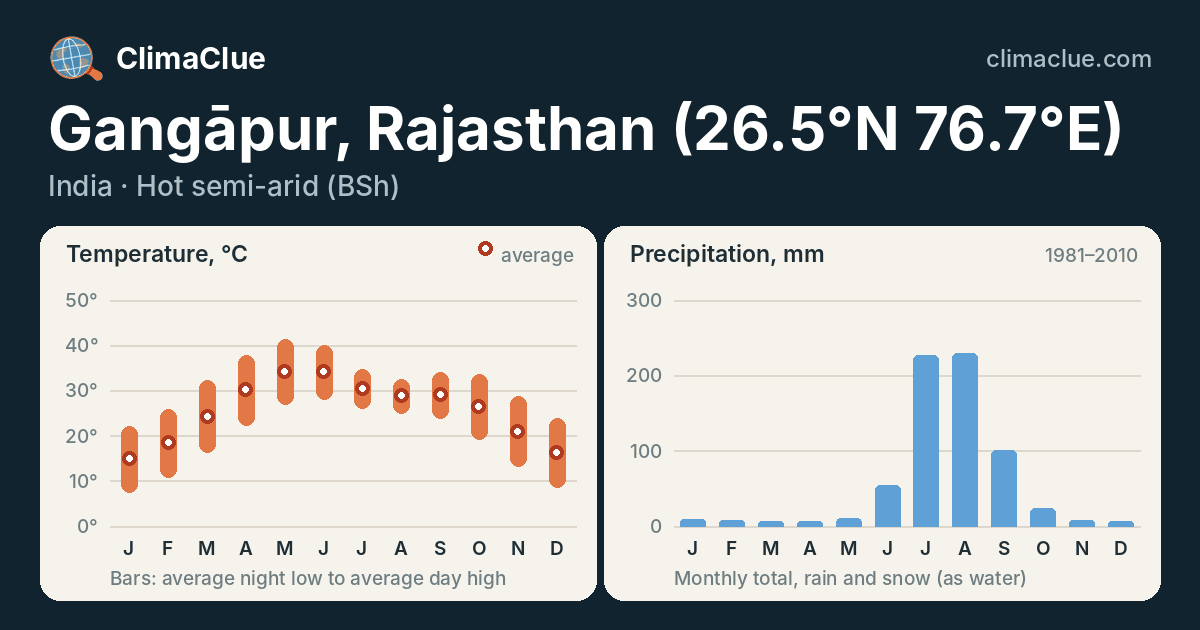 ClimaClue
climaclue.com
Gangāpur, Rajasthan (26.5°N 76.7°E)
India · Hot semi-arid (BSh)
Temperature, °C
average
50°
40°
30°
20°
10°
0°
J F M A M J J A S O N D
Bars: average night low to average day high
Precipitation, mm
1981–2010
300
200
100
0
J F M A M J J A S O N D
Monthly total, rain and snow (as water)